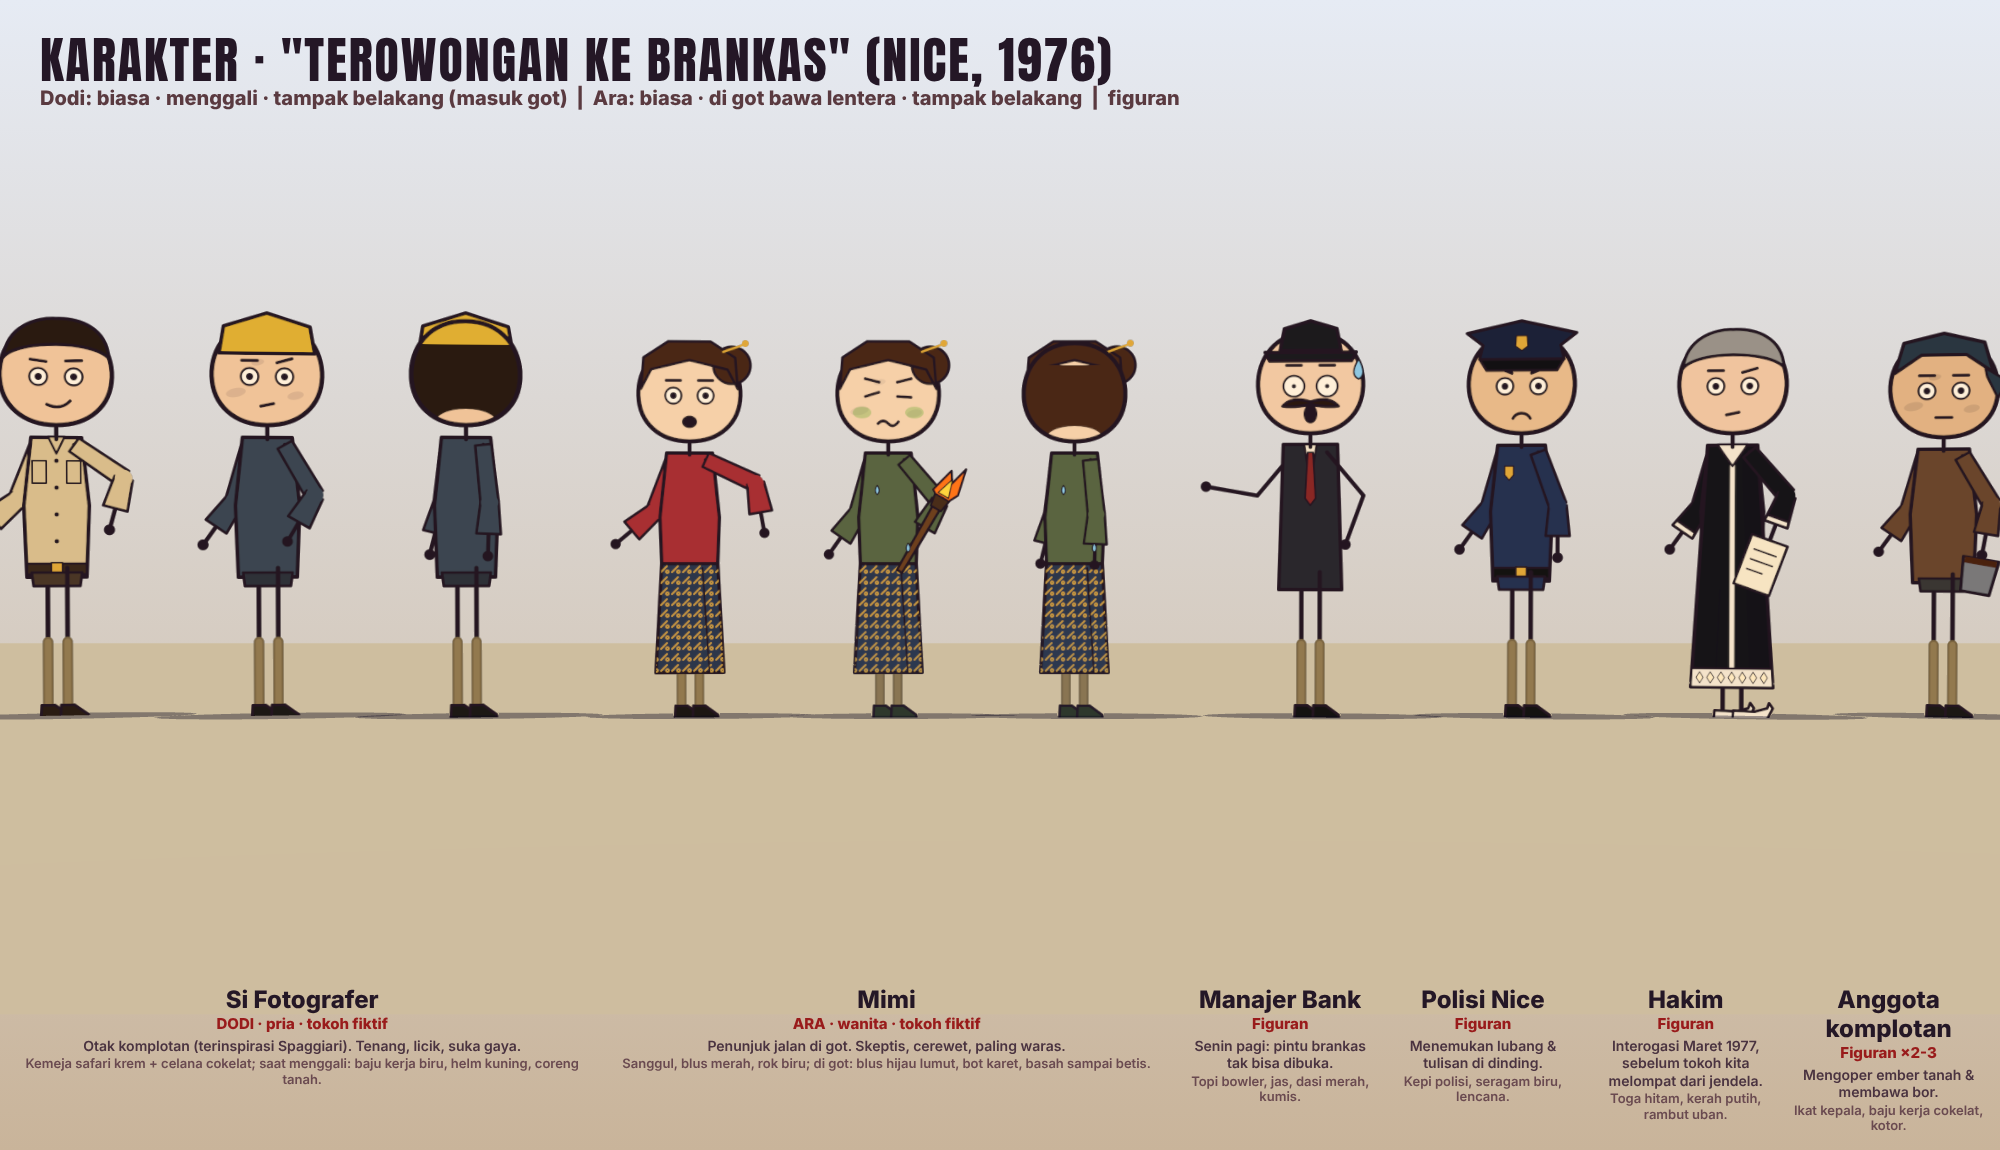 KARAKTER · "TEROWONGAN KE BRANKAS" (NICE, 1976)
Dodi: biasa · menggali · tampak belakang (masuk got) | Ara: biasa · di got bawa lentera · tampak belakang | figuran
Si Fotografer
DODI · pria · tokoh fiktif
Otak komplotan (terinspirasi Spaggiari). Tenang, licik, suka gaya.
Kemeja safari krem + celana cokelat; saat menggali: baju kerja biru, helm kuning, coreng
tanah.
Mimi
ARA · wanita · tokoh fiktif
Penunjuk jalan di got. Skeptis, cerewet, paling waras.
Sanggul, blus merah, rok biru; di got: blus hijau lumut, bot karet, basah sampai betis.
Manajer Bank
Figuran
Senin pagi: pintu brankas
tak bisa dibuka.
Topi bowler, jas, dasi merah,
kumis.
Polisi Nice
Figuran
Menemukan lubang &
tulisan di dinding.
Kepi polisi, seragam biru,
lencana.
Hakim
Figuran
Interogasi Maret 1977,
sebelum tokoh kita
melompat dari jendela.
Toga hitam, kerah putih,
rambut uban.
Anggota
komplotan
Figuran ×2-3
Mengoper ember tanah &
membawa bor.
Ikat kepala, baju kerja cokelat,
kotor.